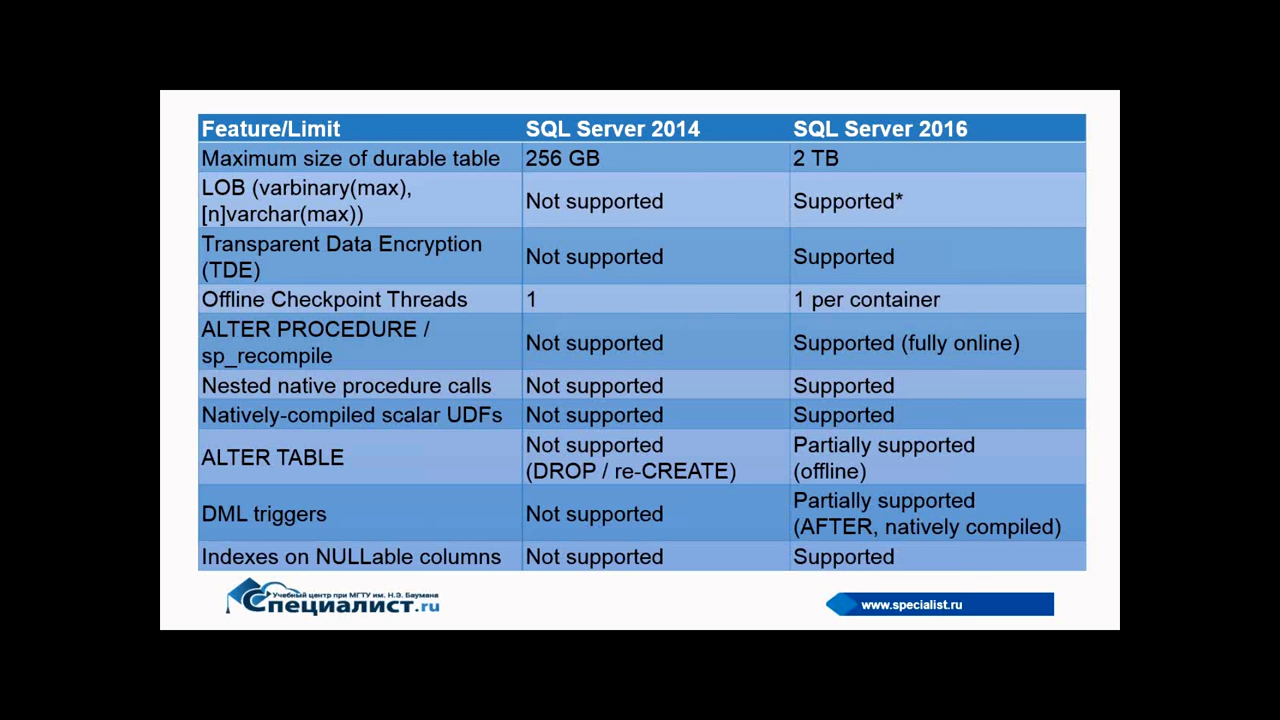 Feature/Limit SQL Server 2014 SQL Server 2016
Maximum size of durable table 256 GB 2 TB
LOB (varbinary(max),
[n]varchar(max)) Not supported Supported*
Transparent Data Encryption
(TDE) Not supported Supported
Offline Checkpoint Threads 1 1 per container
ALTER PROCEDURE /
sp_recompile Not supported Supported (fully online)
Nested native procedure calls Not supported Supported
Natively-compiled scalar UDFs Not supported Supported
ALTER TABLE Not supported
(DROP / re-CREATE) Partially supported
(offline)
DML triggers Not supported Partially supported
(AFTER, natively compiled)
Indexes on NULLable columns Not supported Supported
Учебный центр при МГТУ им. Н.Э. Баумана
Специалист.ru
www.specialist.ru